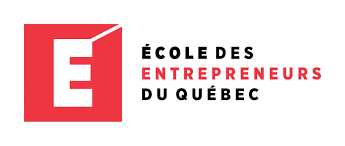 É
ÉCOLE DES
ENTREPRENEURS
DU QUÉBEC